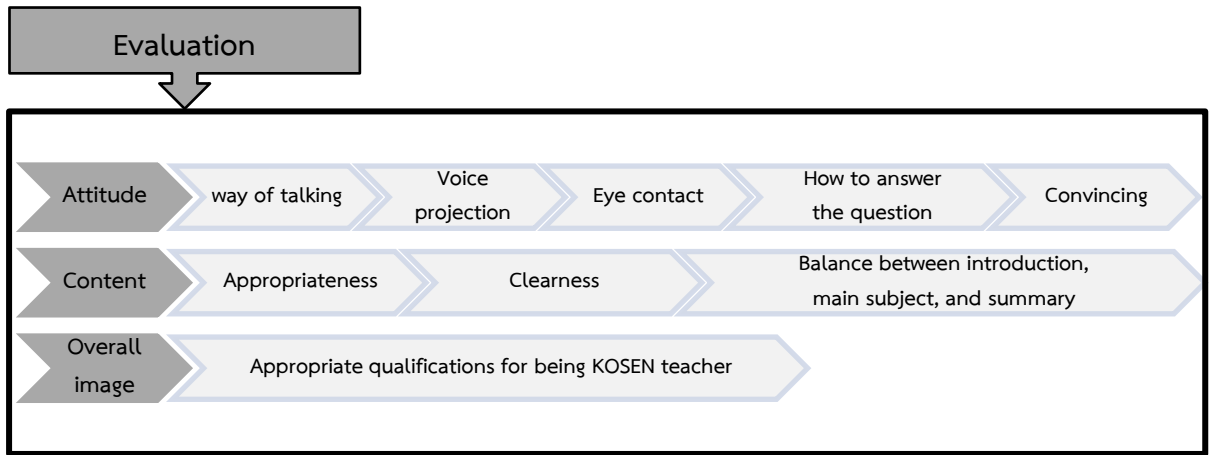 Evaluation
Attitude
way of talking
Voice
projection
Eye contact
How to answer
the question
Convincing
Content
Appropriateness
Clearness
Balance between introduction,
main subject, and summary
Overall
image
Appropriate qualifications for being KOSEN teacher